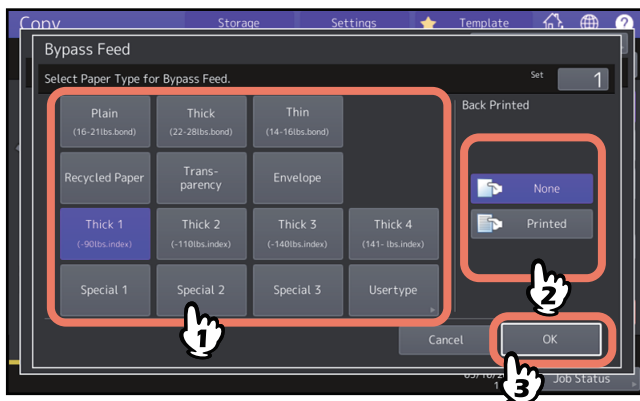 Copy
Storage
Settings
Template
?
Bypass Feed
Select Paper Type for Bypass Feed.
Set 1
Plain
(16-21lbs.bond)
Thick
(22-28lbs.bond)
Thin
(14-16lbs.bond)
Back Printed
Recycled Paper
Trans-
parency
Envelope
None
Thick 1
(-90lbs.index)
Thick 2
(-110lbs.index)
Thick 3
(-140lbs.index)
Thick 4
(141- lbs.index)
Printed
Special 1
Special 2
Special 3
Usertype
1
2
Cancel
OK
3
Job Status